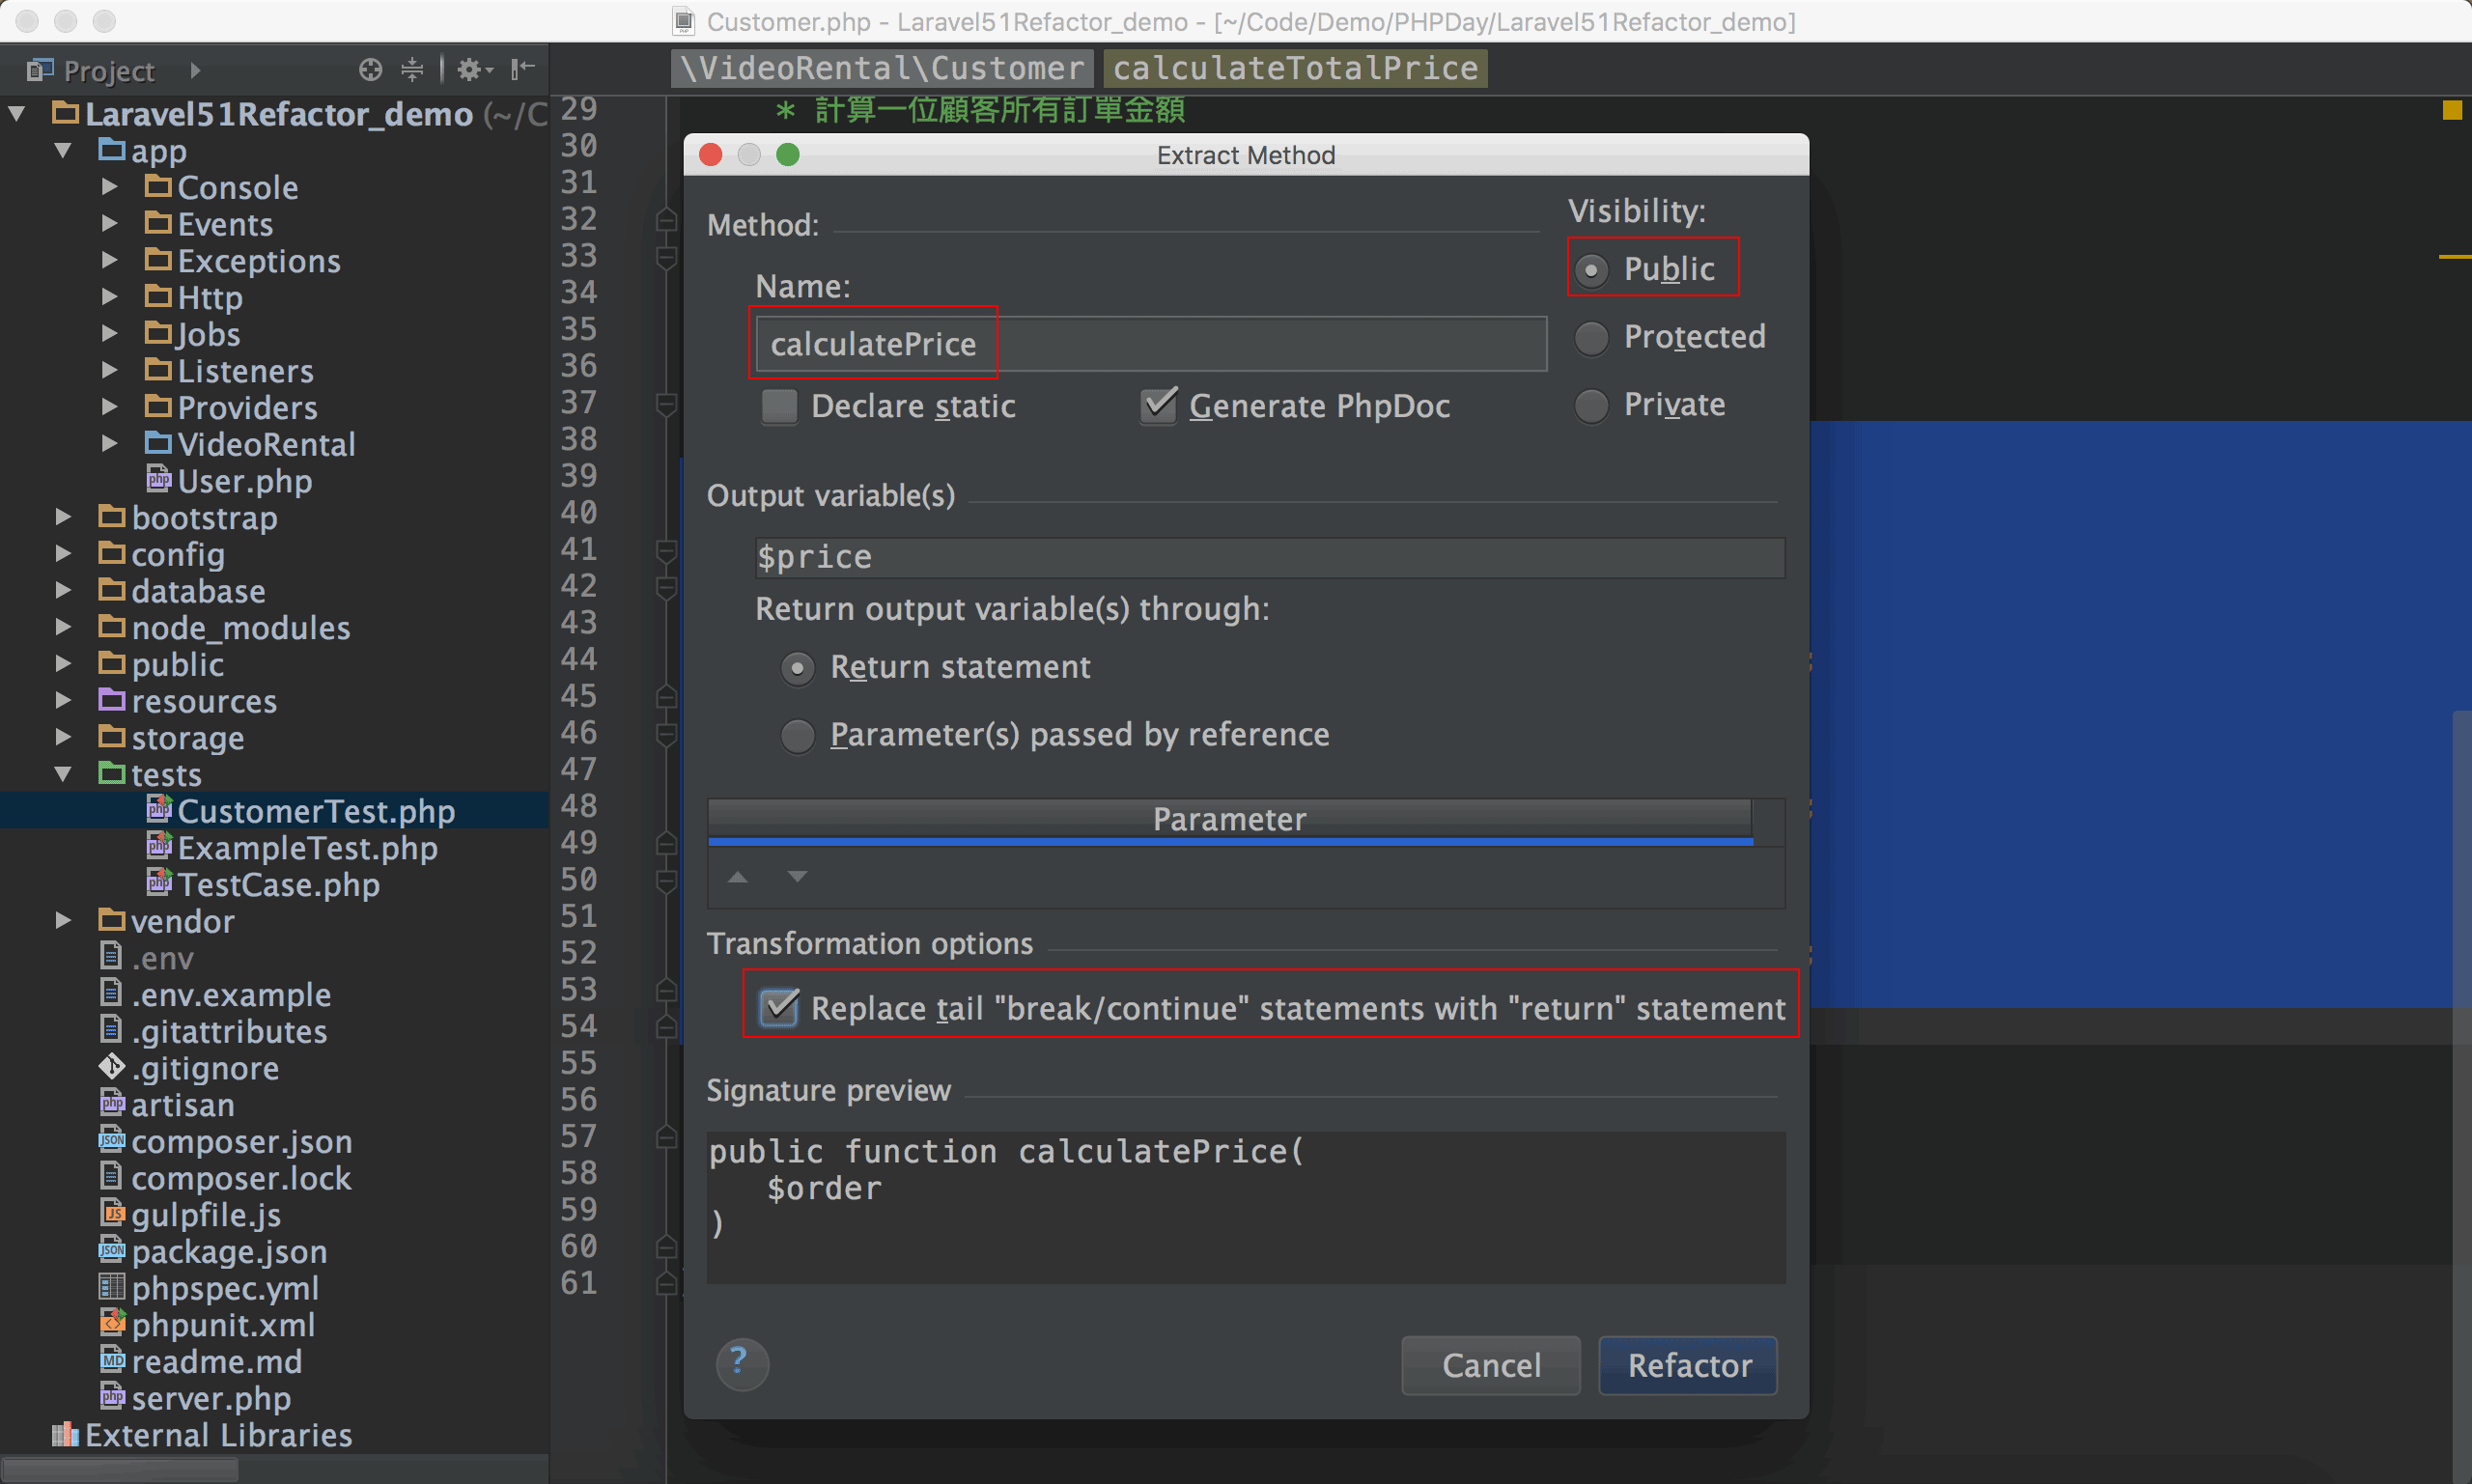 Customer.php - Laravel51Refactor_demo - [~/Code/Demo/PHPDay/Laravel51Refactor_demo]
Project
\VideoRental\Customer calculateTotalPrice
Laravel51Refactor_demo (~/C
app
Console
Events
Exceptions
Http
Jobs
Listeners
Providers
VideoRental
User.php
bootstrap
config
database
node_modules
public
resources
storage
tests
CustomerTest.php
ExampleTest.php
TestCase.php
vendor
.env
.env.example
.gitattributes
.gitignore
artisan
composer.json
composer.lock
gulpfile.js
package.json
phpspec.yml
phpunit.xml
readme.md
server.php
External Libraries
29 * 計算一位顧客所有訂單金額
30
31
32
33
34
35
36
37
38
39
40
41
42
43
44
45
46
47
48
49
50
51
52
53
54
55
56
57
58
59
60
61
Extract Method
Method:
Visibility:
Name:
Public
calculatePrice
Protected
Declare static Generate PhpDoc
Private
Output variable(s)
$price
Return output variable(s) through:
Return statement
Parameter(s) passed by reference
Parameter
Transformation options
Replace tail "break/continue" statements with "return" statement
Signature preview
public function calculatePrice(
$order
)
?
Cancel Refactor